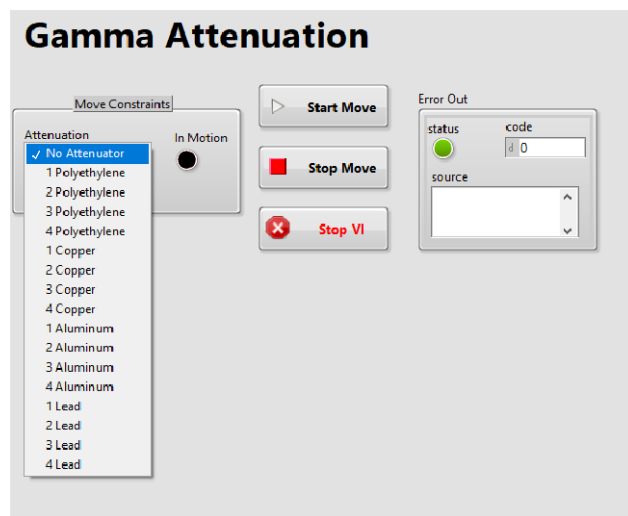 Gamma Attenuation
Move Constraints
Attenuation
In Motion
✓ No Attenuator
1 Polyethylene
2 Polyethylene
3 Polyethylene
4 Polyethylene
1 Copper
2 Copper
3 Copper
4 Copper
1 Aluminum
2 Aluminum
3 Aluminum
4 Aluminum
1 Lead
2 Lead
3 Lead
4 Lead
Start Move
Stop Move
Stop VI
Error Out
status
code
d 0
source